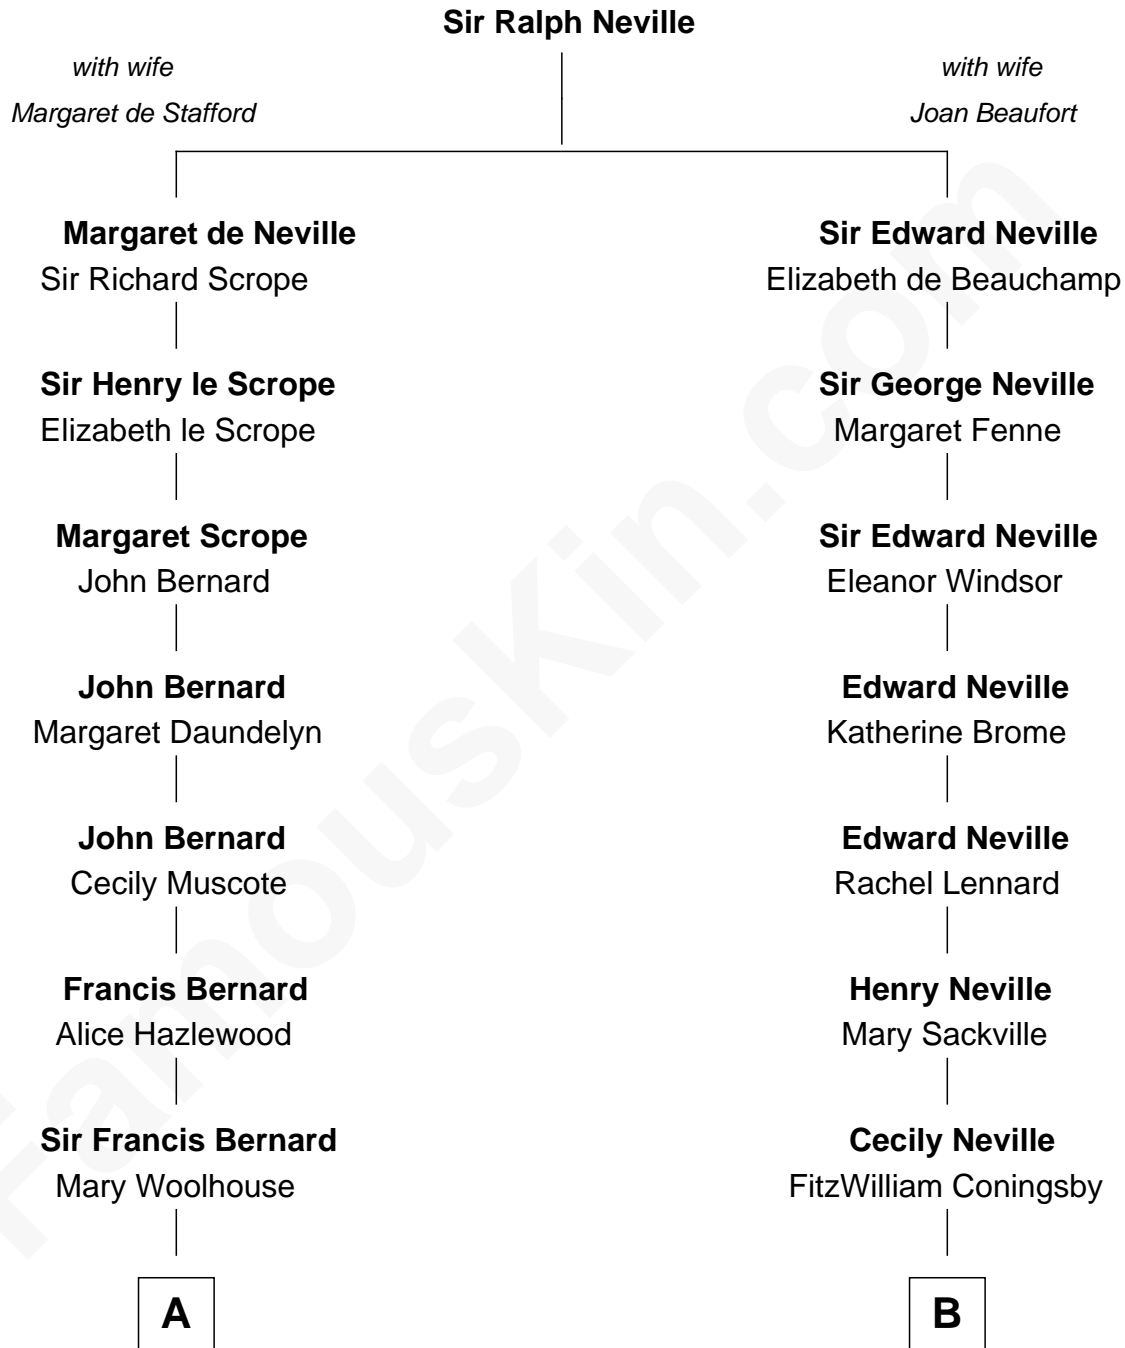 Sir Ralph Neville
with wife
Margaret de Stafford
with wife
Joan Beaufort
Margaret de Neville
Sir Richard Scrope
Sir Edward Neville
Elizabeth de Beauchamp
Sir Henry le Scrope
Elizabeth le Scrope
Sir George Neville
Margaret Fenne
Margaret Scrope
John Bernard
Sir Edward Neville
Eleanor Windsor
John Bernard
Margaret Daundelyn
Edward Neville
Katherine Brome
John Bernard
Cecily Muscote
Edward Neville
Rachel Lennard
Francis Bernard
Alice Hazlewood
Henry Neville
Mary Sackville
Sir Francis Bernard
Mary Woolhouse
Cecily Neville
FitzWilliam Coningsby
A
B
FamousKin.com